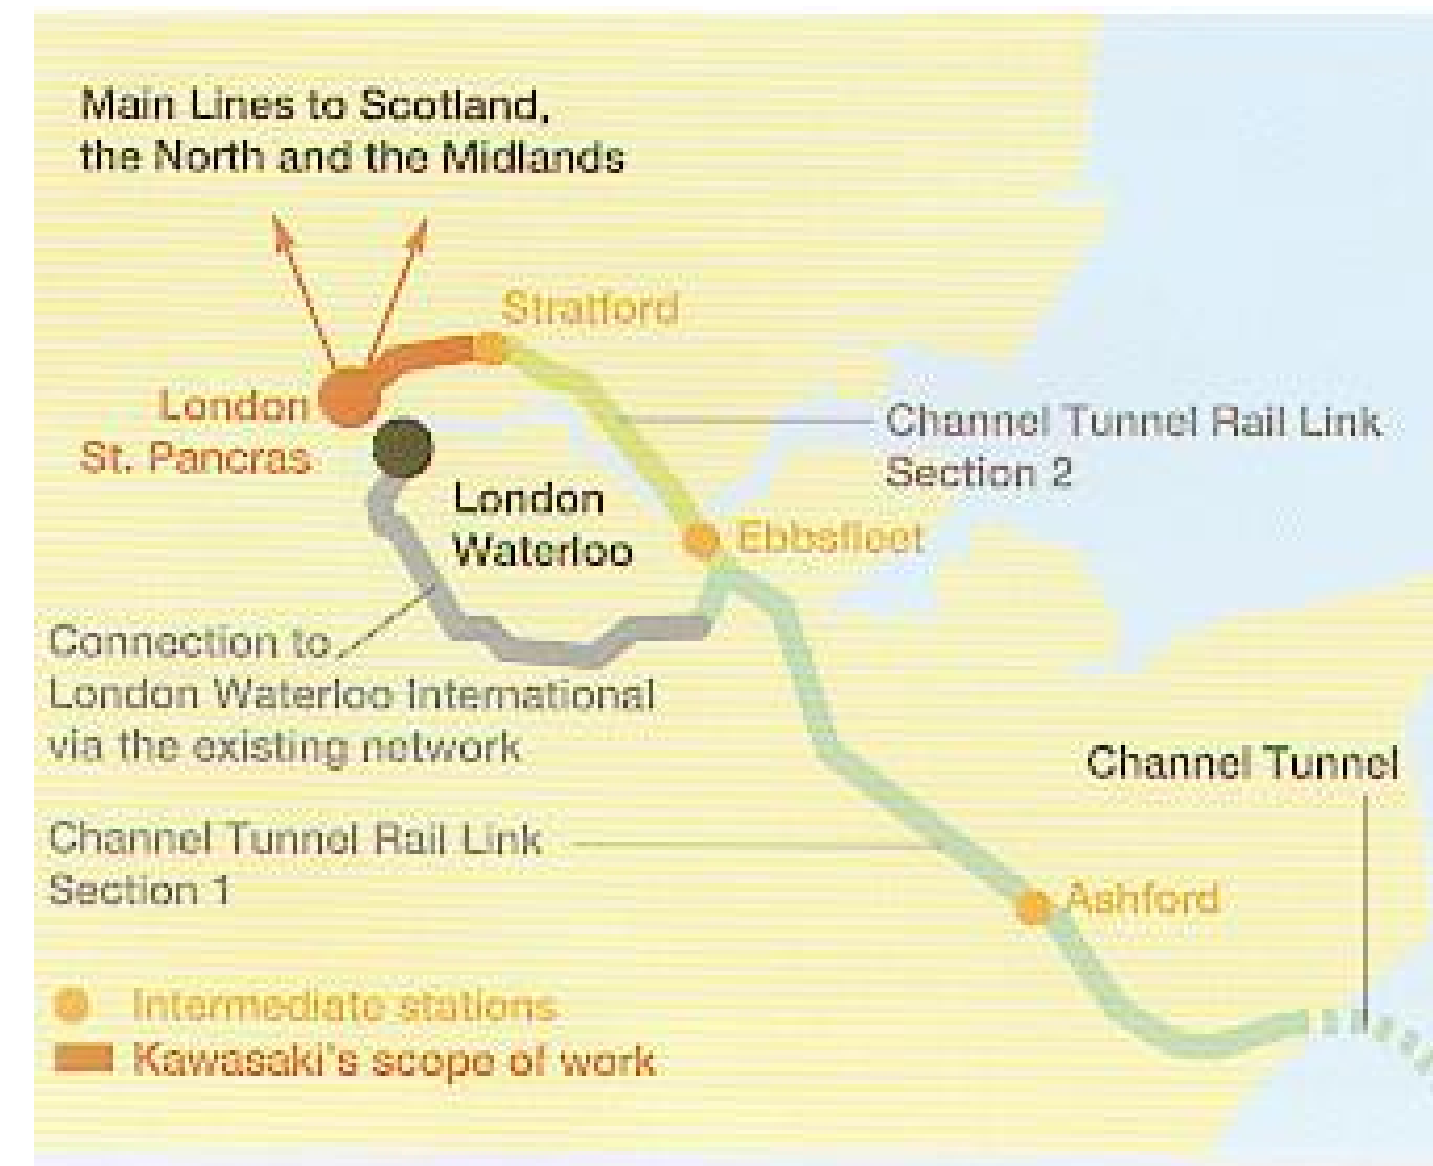 Main Lines to Scotland,
the North and the Midlands
Stratford
London
St. Pancras
Channel Tunnel Rail Link
Section 2
London
Waterloo
Ebbsfleet
Connection to
London Waterloo International
via the existing network
Channel Tunnel
Channel Tunnel Rail Link
Section 1
Ashford
Intermediate stations
Kawasaki's scope of work